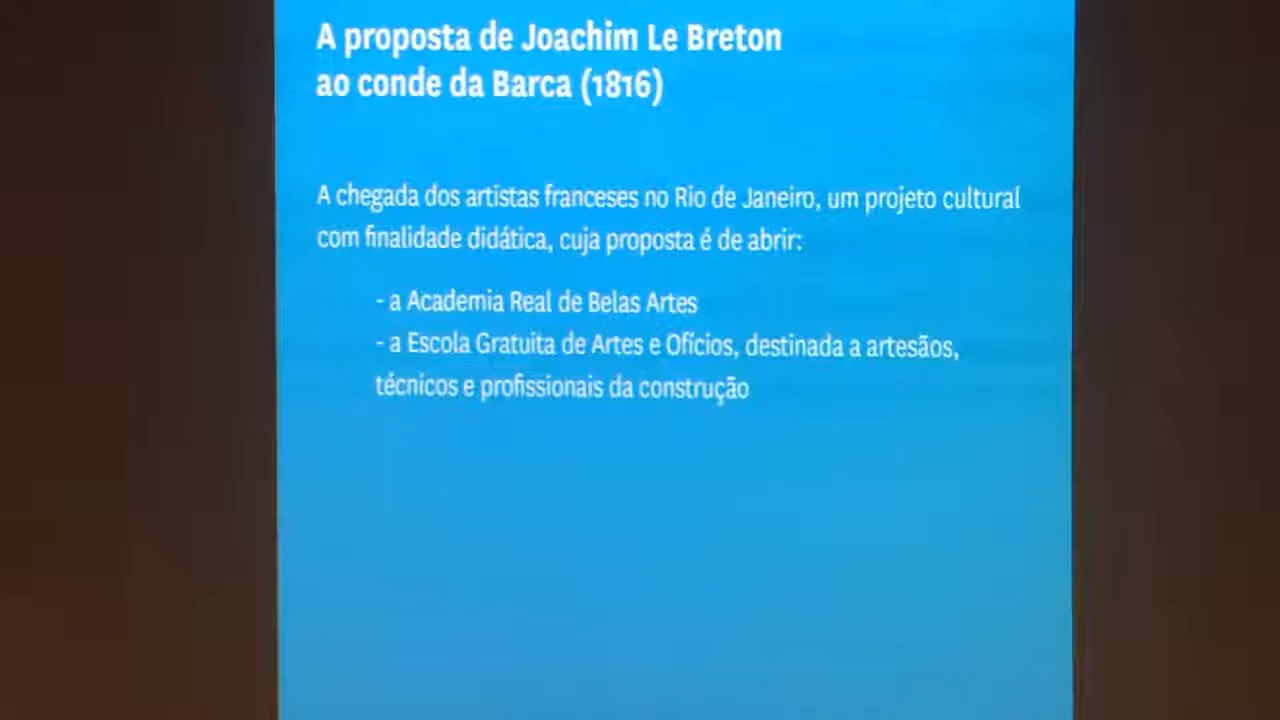 A proposta de Joachim Le Breton
ao conde da Barca (1816)
A chegada dos artistas franceses no Rio de Janeiro, um projeto cultural
com finalidade didática, cuja proposta é de abrir:
- a Academia Real de Belas Artes
- a Escola Gratuita de Artes e Ofícios, destinada a artesãos,
técnicos e profissionais da construção